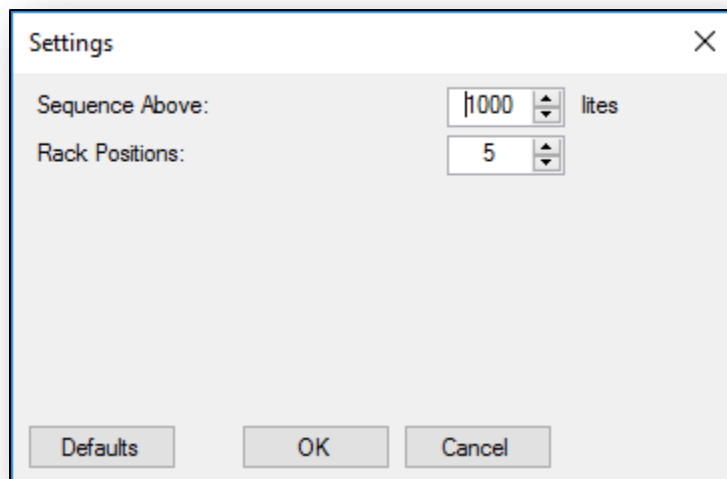 Settings
Sequence Above: 1000 lites
Rack Positions: 5
Defaults OK Cancel